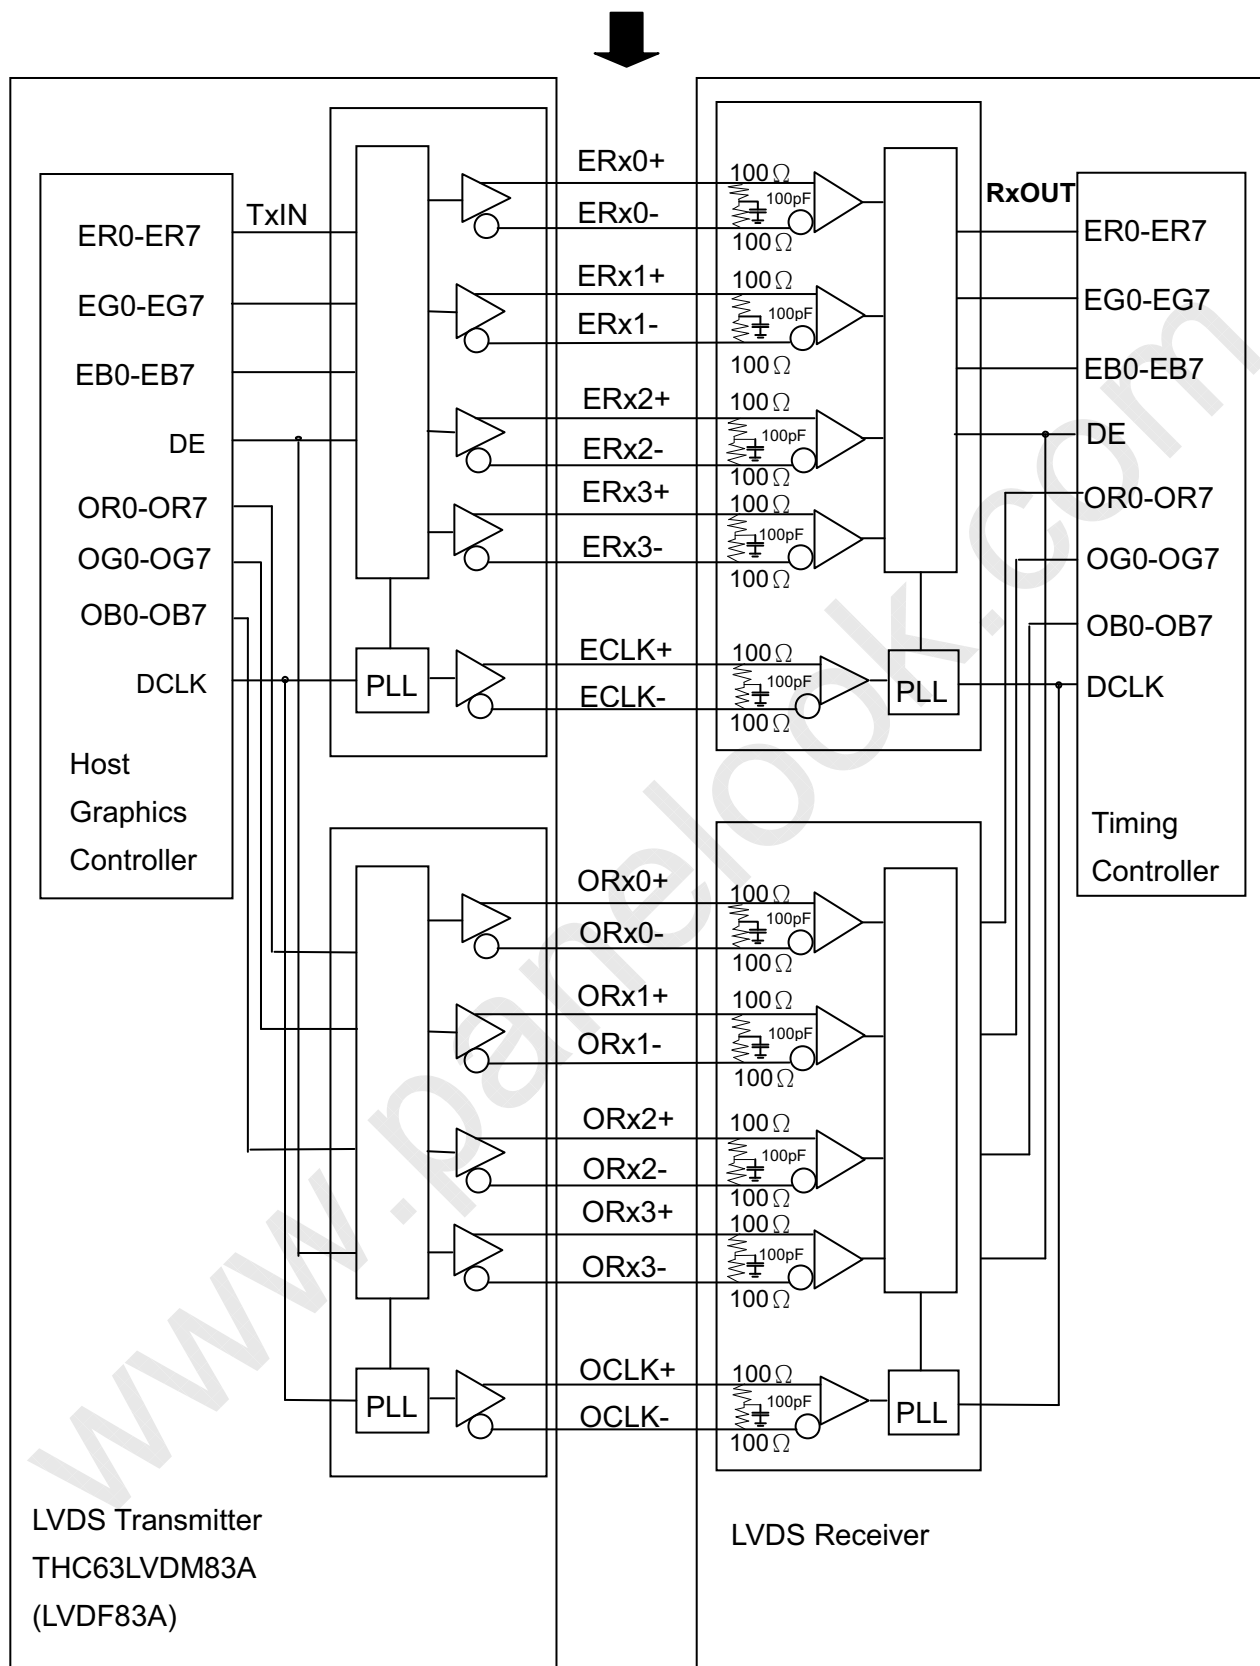 TxIN
ER0-ER7
EG0-EG7
EB0-EB7
DE
OR0-OR7
OG0-OG7
OB0-OB7
DCLK
Host
Graphics
Controller
PLL
ERx0+
ERx0-
ERx1+
ERx1-
ERx2+
ERx2-
ERx3+
ERx3-
ECLK+
ECLK-
100Ω
100pF
100Ω
100Ω
100pF
100Ω
100Ω
100pF
100Ω
100Ω
100pF
100Ω
100Ω
100pF
100Ω
PLL
RxOUT
ER0-ER7
EG0-EG7
EB0-EB7
DE
OR0-OR7
OG0-OG7
OB0-OB7
DCLK
Timing
Controller
PLL
ORx0+
ORx0-
ORx1+
ORx1-
ORx2+
ORx2-
ORx3+
ORx3-
OCLK+
OCLK-
100Ω
100pF
100Ω
100Ω
100pF
100Ω
100Ω
100pF
100Ω
100Ω
100pF
100Ω
100Ω
100pF
100Ω
PLL
LVDS Transmitter
THC63LVDM83A
(LVDF83A)
LVDS Receiver
www.panelook.com